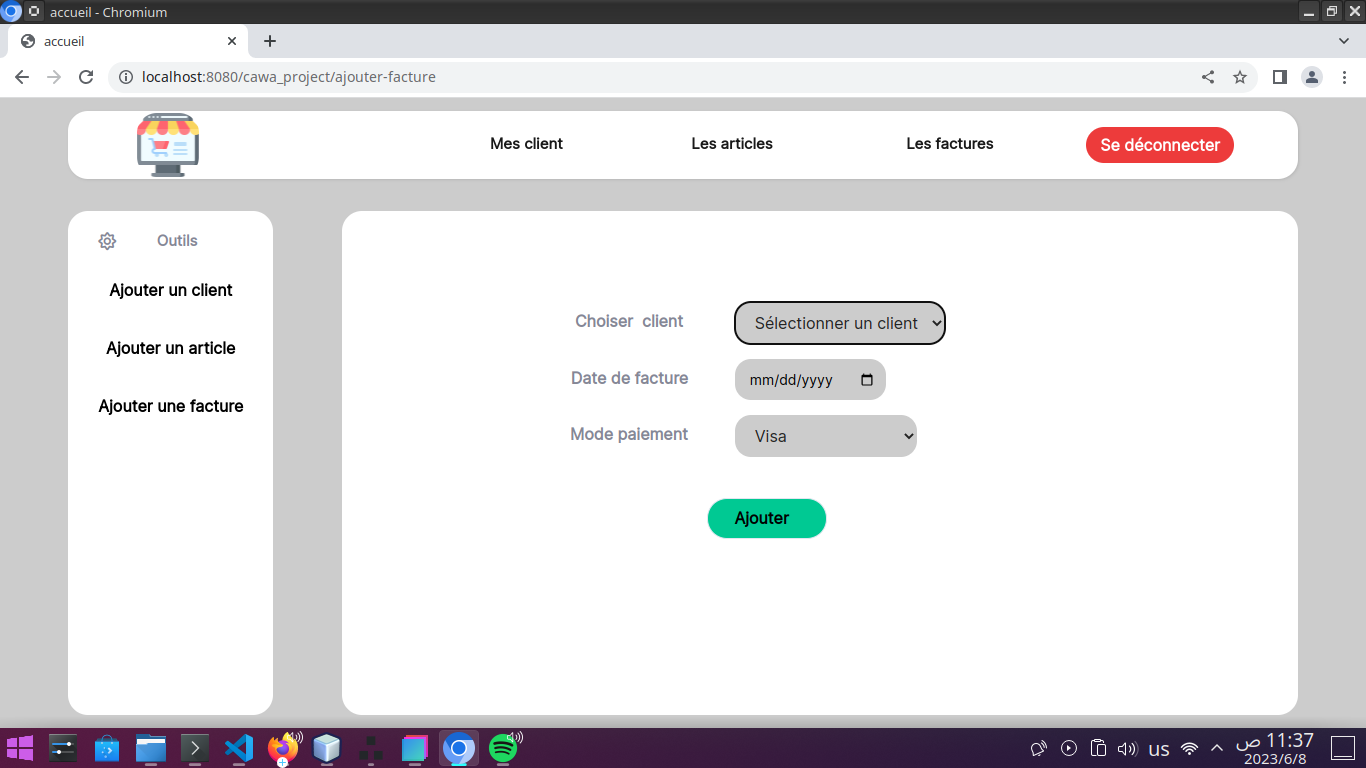 accueil - Chromium
accueil
localhost:8080/cawa_project/ajouter-facture
Mes client
Les articles
Les factures
Se déconnecter
Outils
Ajouter un client
Ajouter un article
Ajouter une facture
Choiser  client
Sélectionner un client
Date de facture
mm/dd/yyyy
Mode paiement
Visa
Ajouter
us
11:37 ص
2023/6/8